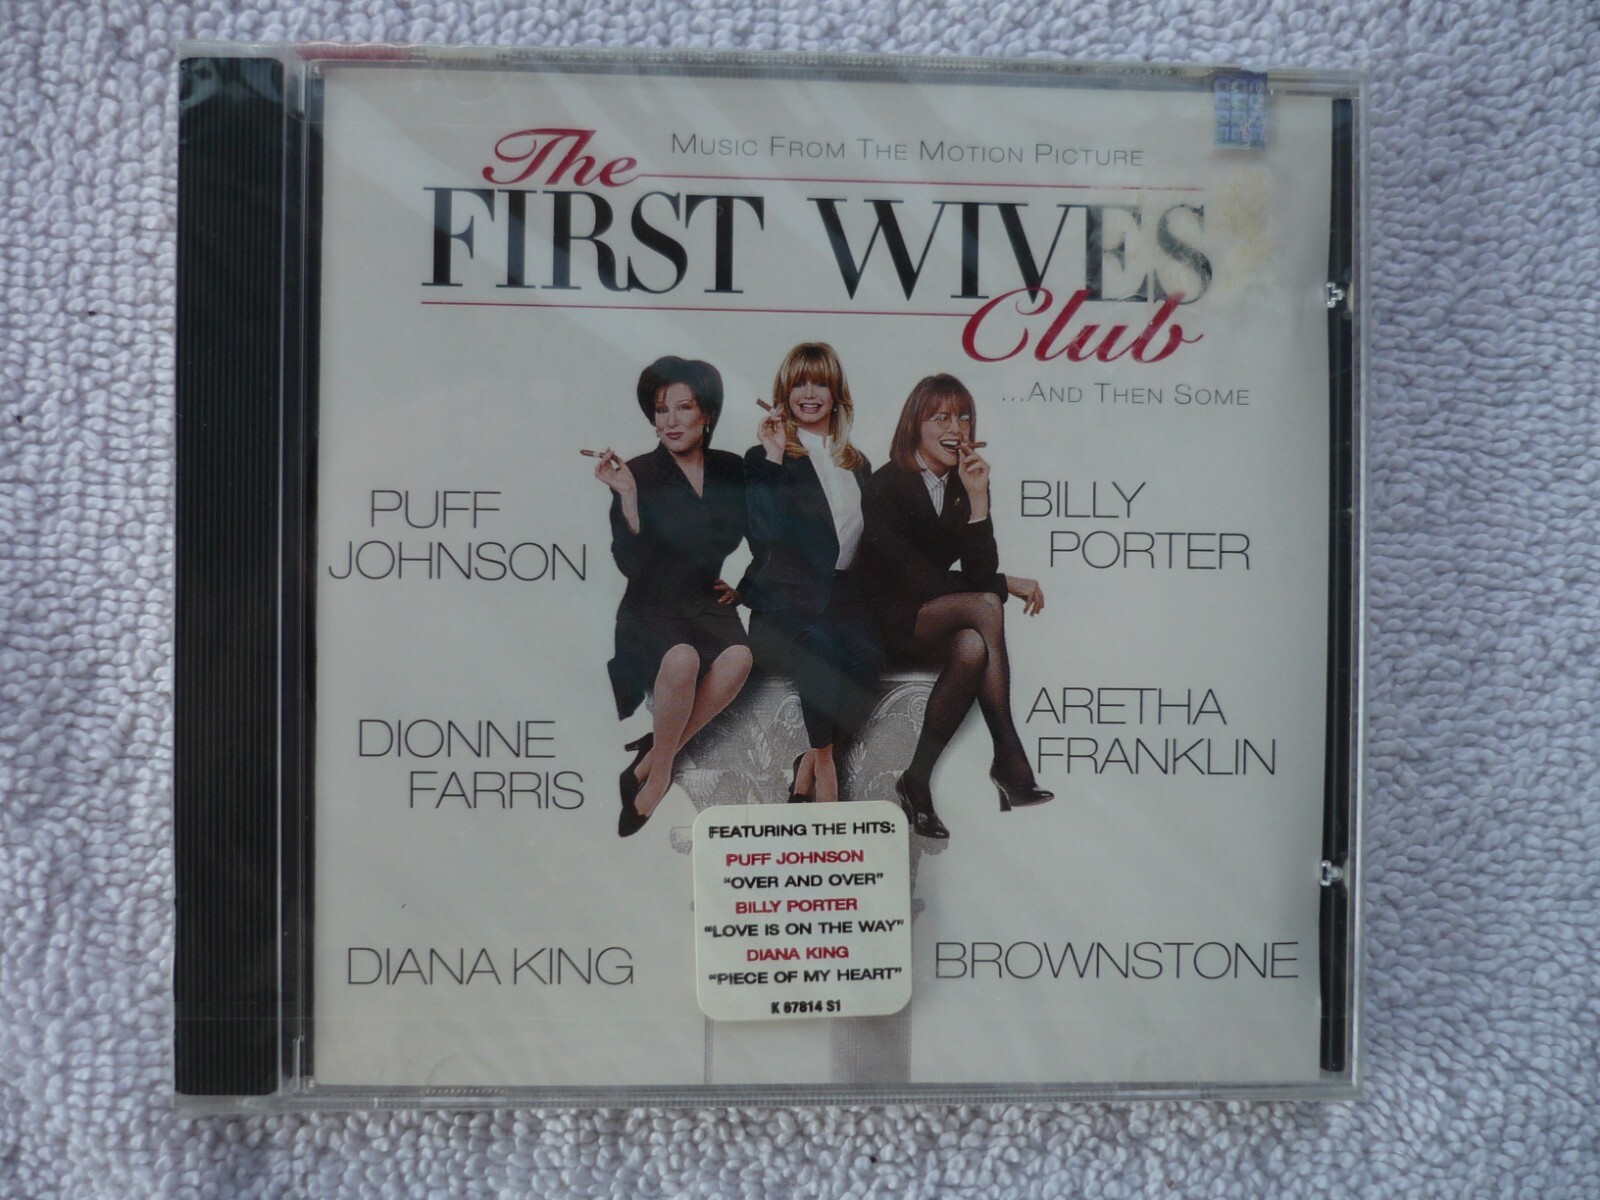 MUSIC FROM THE MOTION PICTURE
The
FIRST WIVES
Club
...AND THEN SOME
PUFF
JOHNSON
BILLY
PORTER
DIONNE
FARRIS
ARETHA
FRANKLIN
DIANA KING
BROWNSTONE
FEATURING THE HITS:
PUFF JOHNSON
"OVER AND OVER"
BILLY PORTER
"LOVE IS ON THE WAY"
DIANA KING
"PIECE OF MY HEART"
K 67814 S1